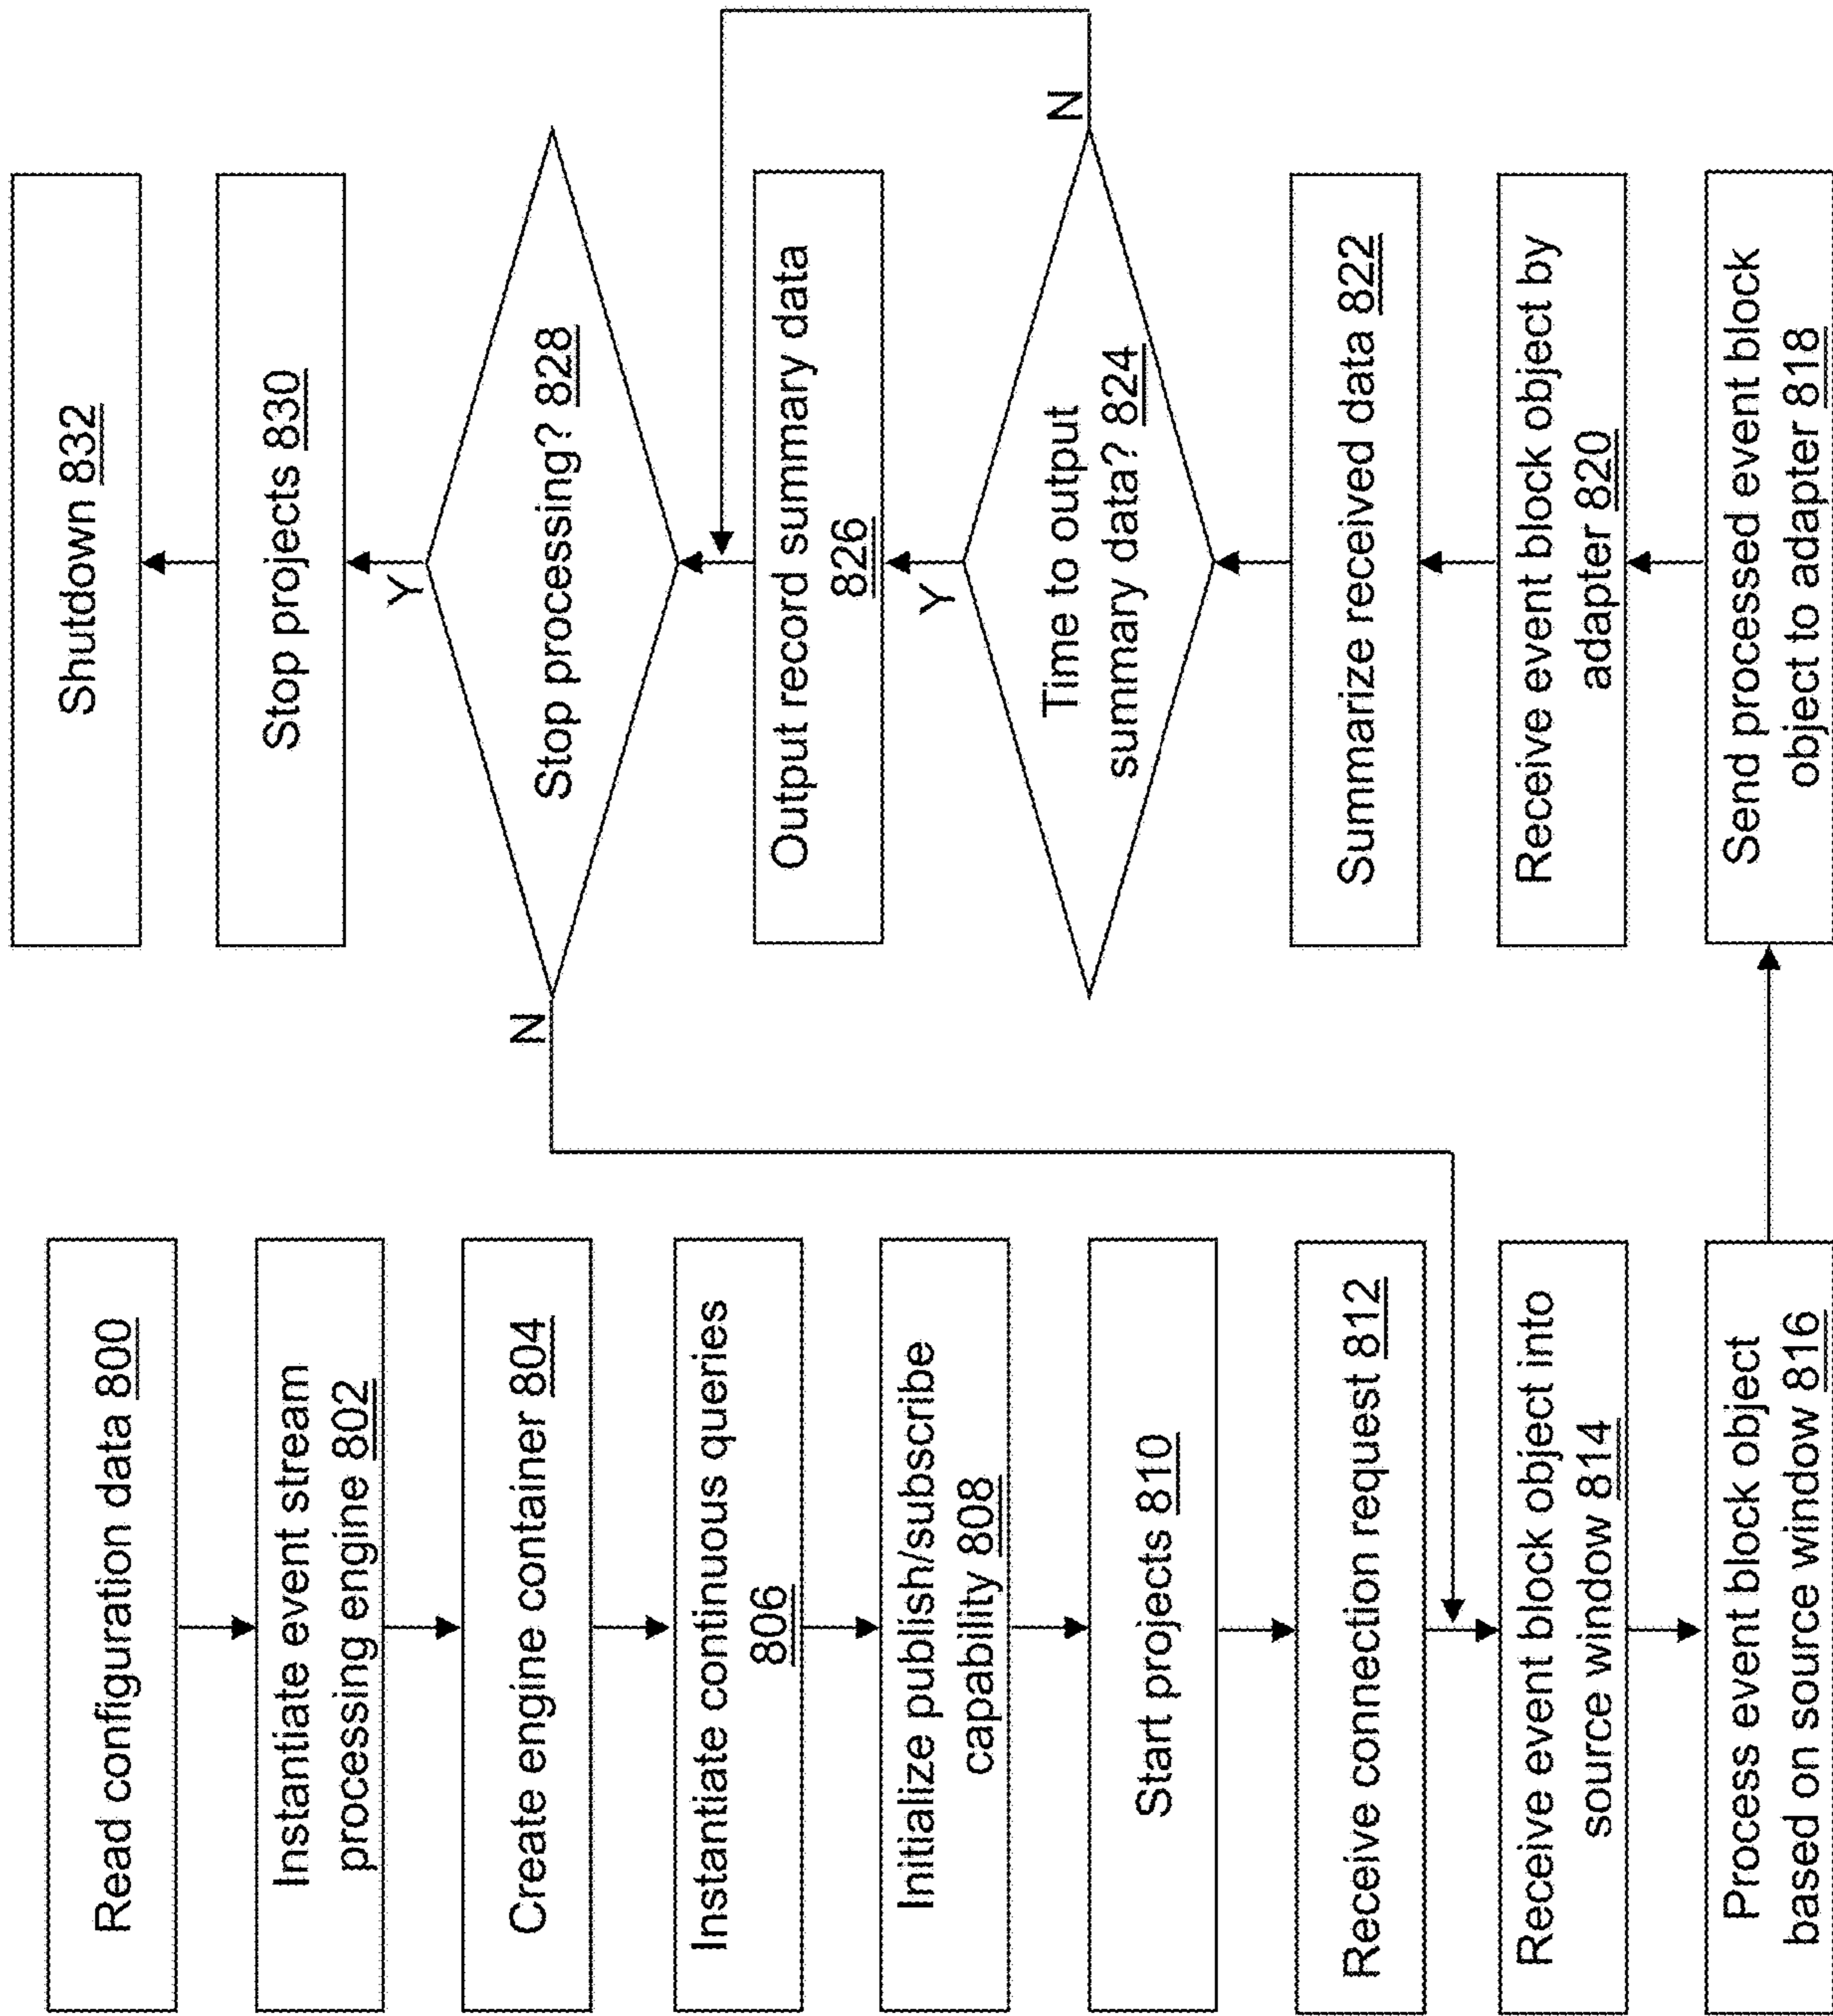 Read configuration data 800
Instantiate event stream
processing engine 802
Create engine container 804
Instantiate continuous queries
806
Initialize publish/subscribe
capability 808
Start projects 810
Receive connection request 812
Receive event block object into
source window 814
Process event block object
based on source window 816
Send processed event block
object to adapter 818
Receive event block object by
adapter 820
Summarize received data 822
Time to output
summary data? 824
N
Y
Output record summary data
826
Stop processing? 828
N
Y
Stop projects 830
Shutdown 832